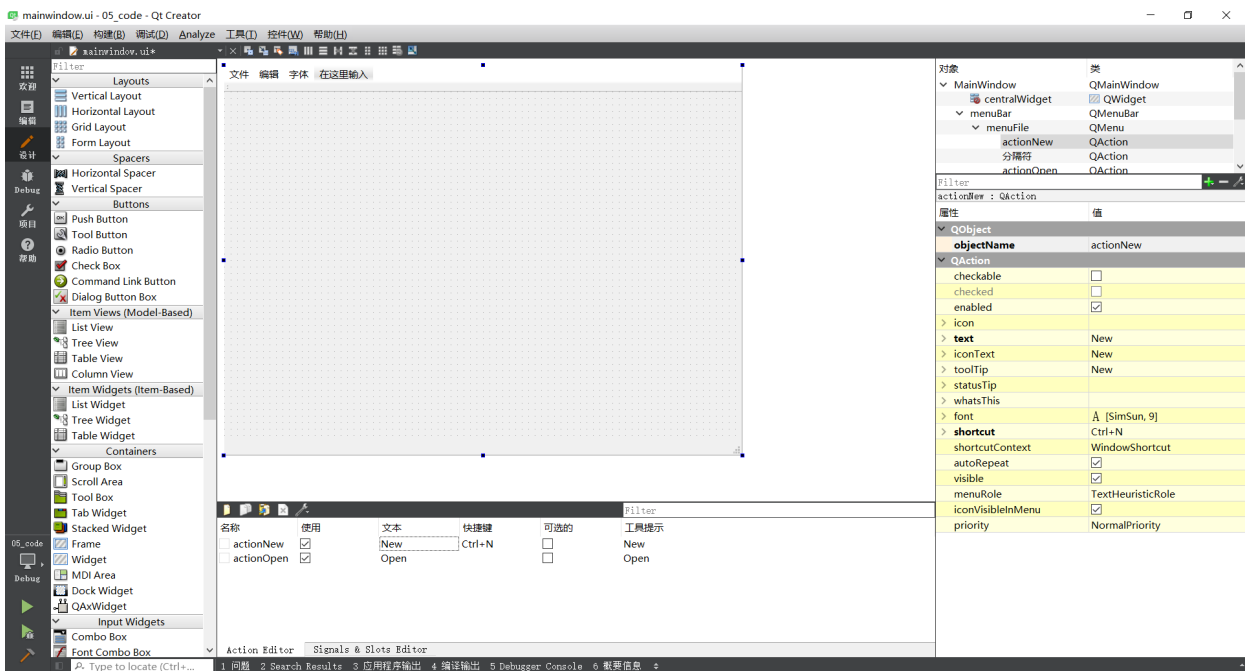 mainwindow.ui - 05_code - Qt Creator
文件(F) 编辑(E) 构建(B) 调试(D) Analyze 工具(T) 控件(W) 帮助(H)
mainwindow.ui*
欢迎
编辑
设计
Debug
项目
帮助
05_code
Debug
Filter
Layouts
Vertical Layout
Horizontal Layout
Grid Layout
Form Layout
Spacers
Horizontal Spacer
Vertical Spacer
Buttons
Push Button
Tool Button
Radio Button
Check Box
Command Link Button
Dialog Button Box
Item Views (Model-Based)
List View
Tree View
Table View
Column View
Item Widgets (Item-Based)
List Widget
Tree Widget
Table Widget
Containers
Group Box
Scroll Area
Tool Box
Tab Widget
Stacked Widget
Frame
Widget
MDI Area
Dock Widget
QAxWidget
Input Widgets
Combo Box
Font Combo Box
文件 编辑 字体 在这里输入
Filter
名称 使用 文本 快捷键 可选的 工具提示
actionNew New Ctrl+N New
actionOpen Open Open
Action Editor Signals & Slots Editor
对象 类
MainWindow QMainWindow
centralWidget QWidget
menuBar QMenuBar
menuFile QMenu
actionNew QAction
分隔符 QAction
actionOpen QAction
Filter
actionNew : QAction
属性 值
QObject
objectName actionNew
QAction
checkable
checked
enabled
icon
text New
iconText New
toolTip New
statusTip
whatsThis
font A [SimSun, 9]
shortcut Ctrl+N
shortcutContext WindowShortcut
autoRepeat
visible
menuRole TextHeuristicRole
iconVisibleInMenu
priority NormalPriority
Type to locate (Ctrl+... 1 问题 2 Search Results 3 应用程序输出 4 编译输出 5 Debugger Console 6 概要信息